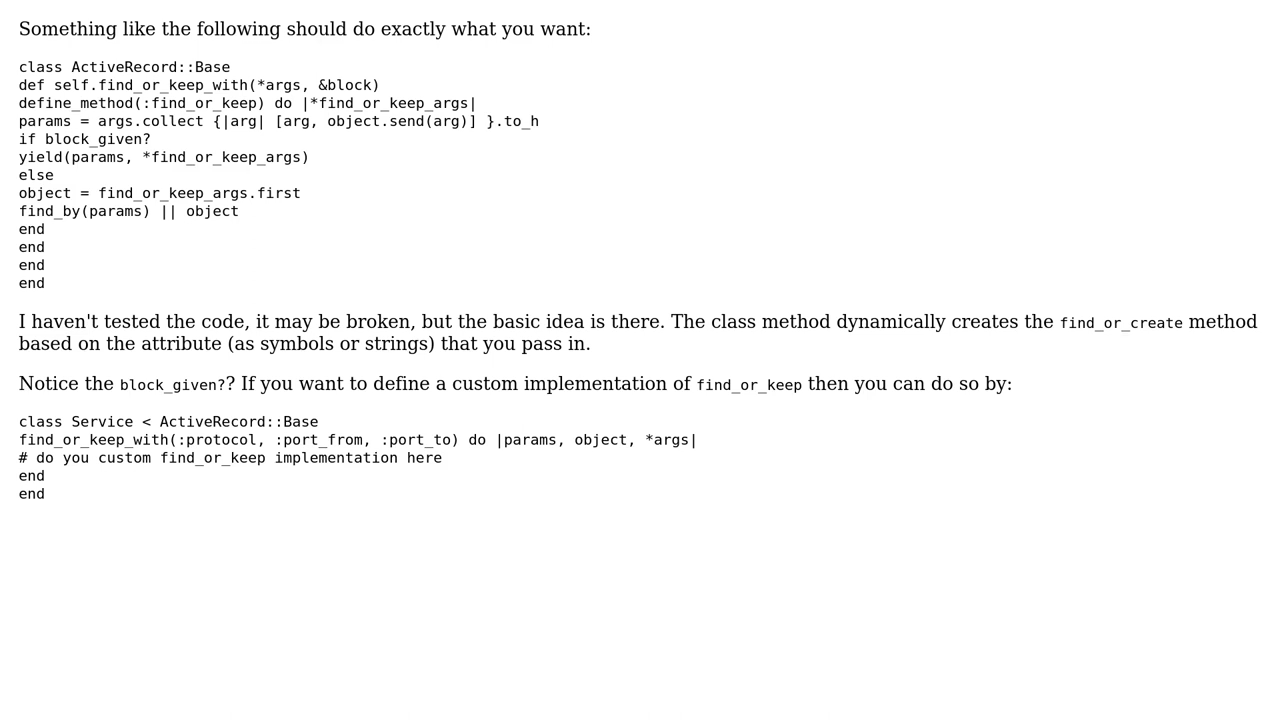 Something like the following should do exactly what you want:
class ActiveRecord::Base
def self.find_or_keep_with(*args, &block)
define_method(:find_or_keep) do |*find_or_keep_args|
params = args.collect {|arg| [arg, object.send(arg)] }.to_h
if block_given?
yield(params, *find_or_keep_args)
else
object = find_or_keep_args.first
find_by(params) || object
end
end
end
end
I haven't tested the code, it may be broken, but the basic idea is there. The class method dynamically creates the find_or_create method
based on the attribute (as symbols or strings) that you pass in.
Notice the block_given?? If you want to define a custom implementation of find_or_keep then you can do so by:
class Service < ActiveRecord::Base
find_or_keep_with(:protocol, :port_from, :port_to) do |params, object, *args|
# do you custom find_or_keep implementation here
end
end